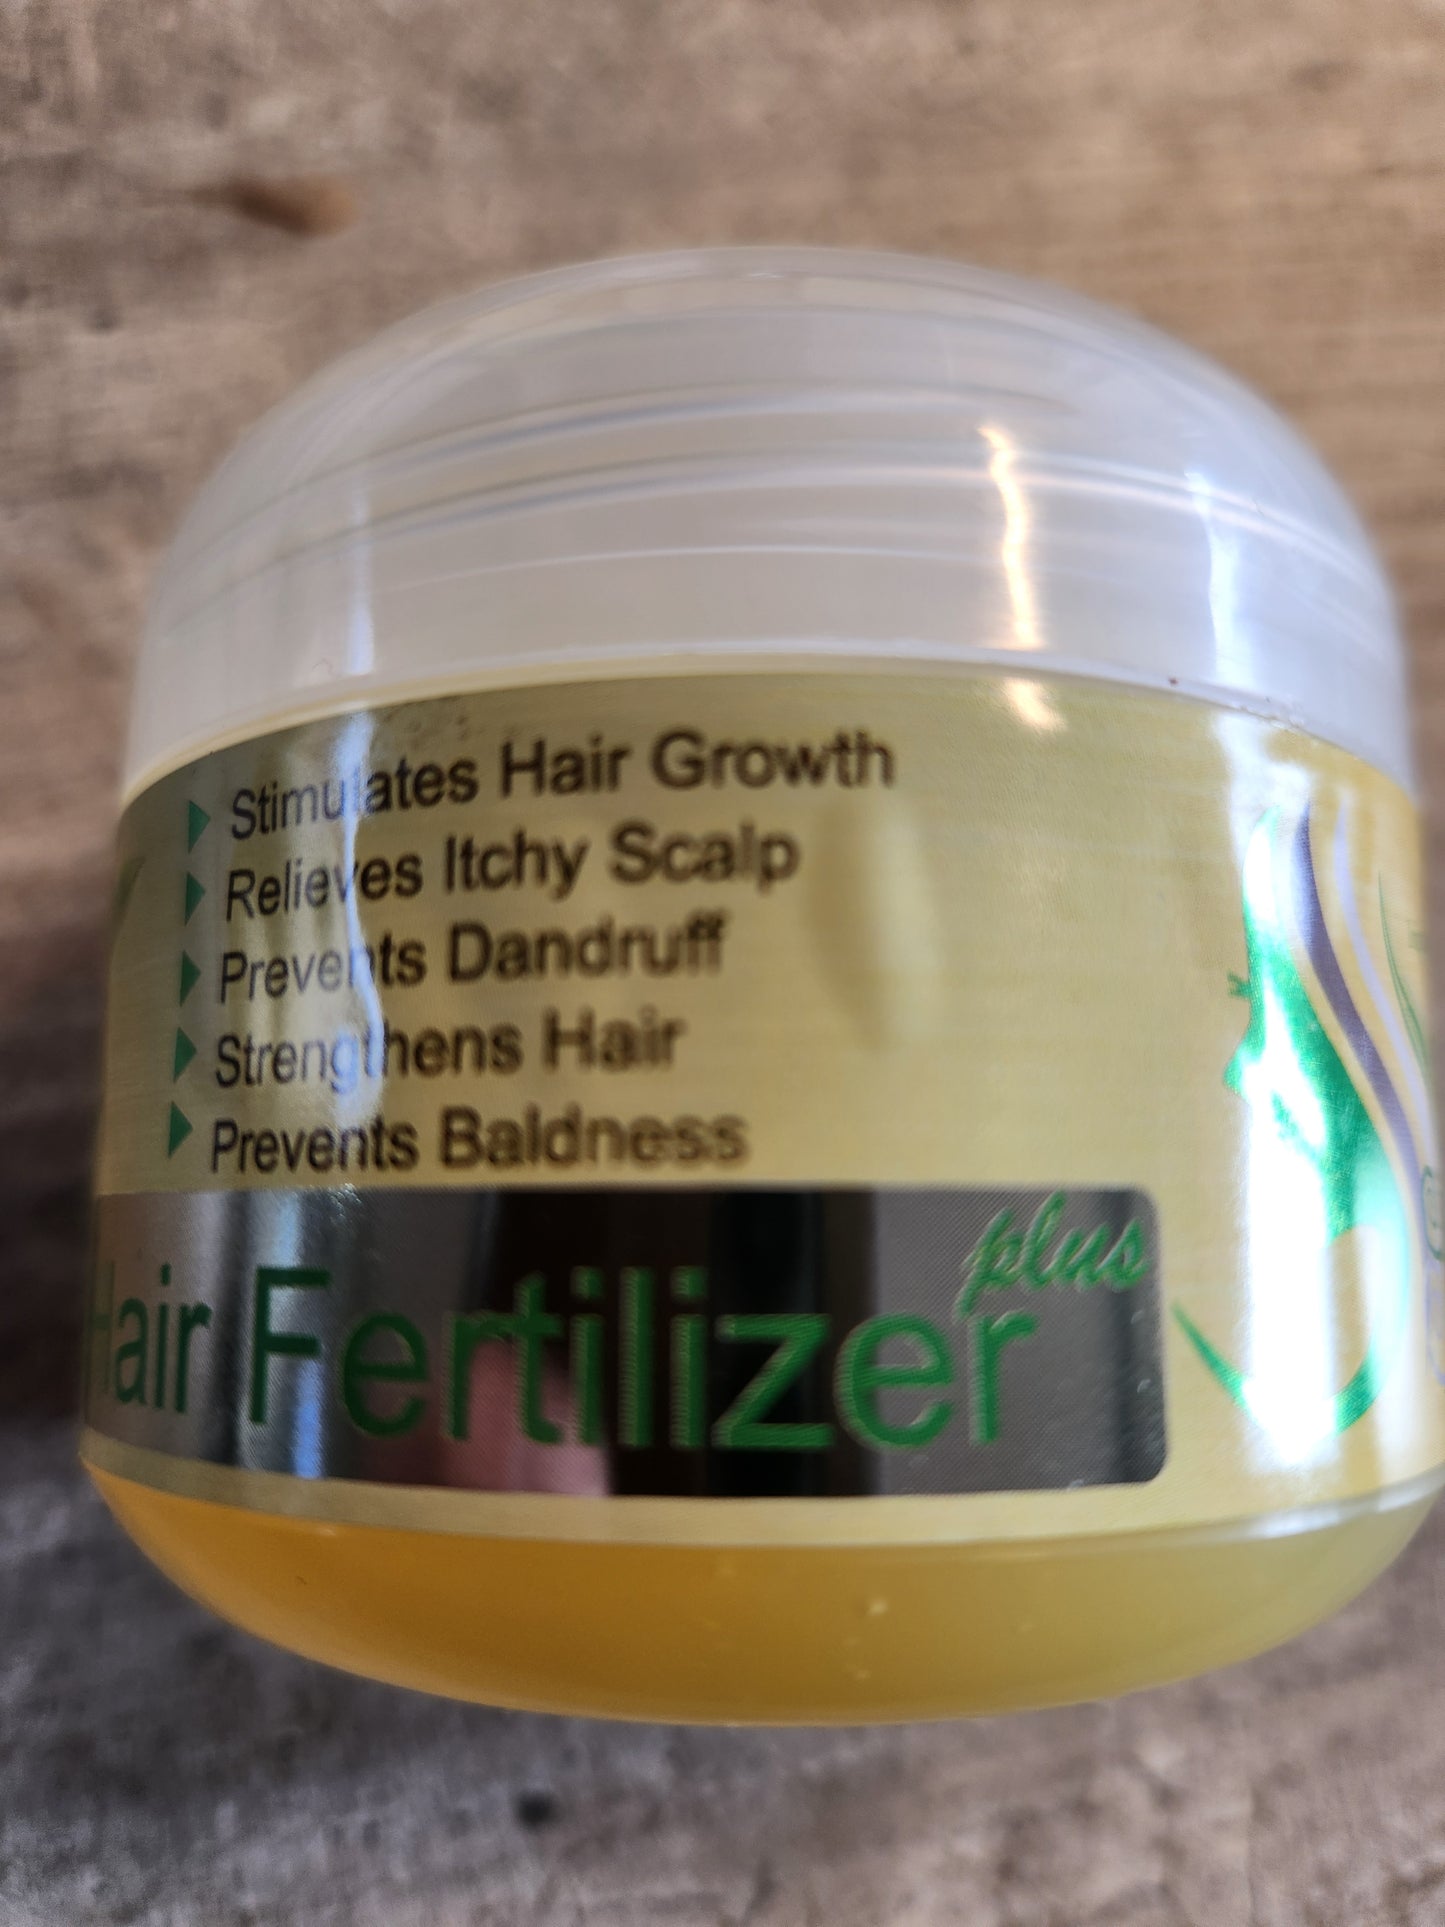 Stimulates Hair Growth
Relieves Itchy Scalp
Prevents Dandruff
Strengthens Hair
Prevents Baldness
Hair Fertilizer plus